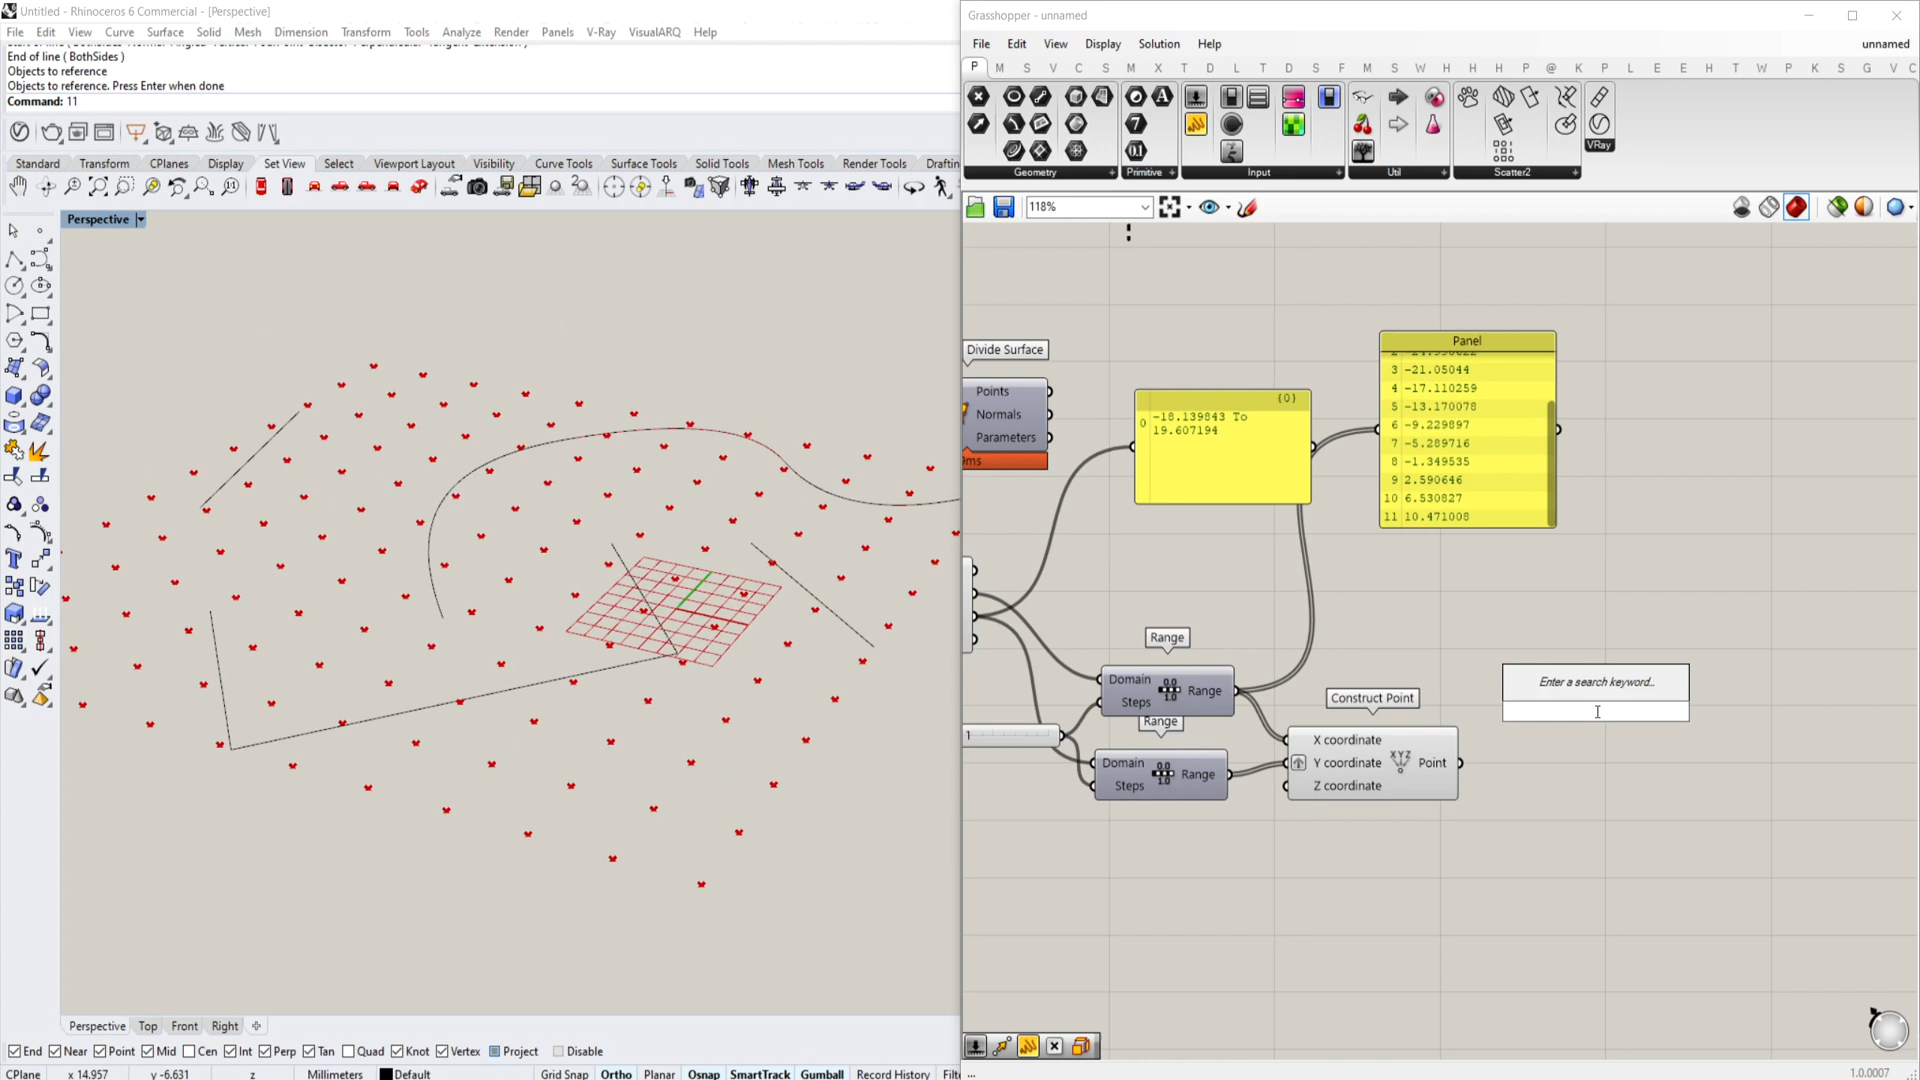 Untitled - Rhinoceros 6 Commercial - [Perspective]
File Edit View Curve Surface Solid Mesh Dimension Transform Tools Analyze Render Panels V-Ray VisualARQ Help
End of line ( BothSides )
Objects to reference
Objects to reference. Press Enter when done
Command: 11
Standard Transform CPlanes Display Set View Select Viewport Layout Visibility Curve Tools Surface Tools Solid Tools Mesh Tools Render Tools Draftin
Perspective
Perspective Top Front Right
End Near Point Mid Cen Int Perp Tan Quad Knot Vertex Project Disable
CPlane x 14.957 y -6.631 z Millimeters Default Grid Snap Ortho Planar Osnap SmartTrack Gumball Record History Filte
Grasshopper - unnamed
File Edit View Display Solution Help unnamed
P M S V C S M X T D L T D S F M S W H H H P @ K P L E E H T W P K S G V C
Geometry Primitive Input Util Scatter2 VRay
118%
Divide Surface
Points
Normals
Parameters
9ms
{0}
0 -18.139843 To
19.607194
Panel
3 -21.05044
4 -17.110259
5 -13.170078
6 -9.229897
7 -5.289716
8 -1.349535
9 2.590646
10 6.530827
11 10.471008
Range
Domain
Steps
Range
Range
Domain
Steps
Range
1
Construct Point
X coordinate
Y coordinate
Z coordinate
XYZ
Point
Enter a search keyword...
...
1.0.0007